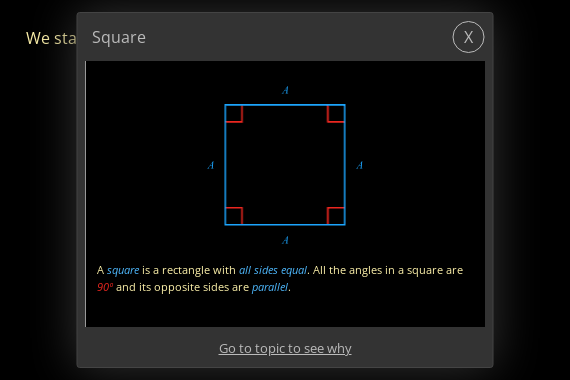 We sta
Square
X
A
A
A
A
A square is a rectangle with all sides equal. All the angles in a square are
90º and its opposite sides are parallel.
Go to topic to see why